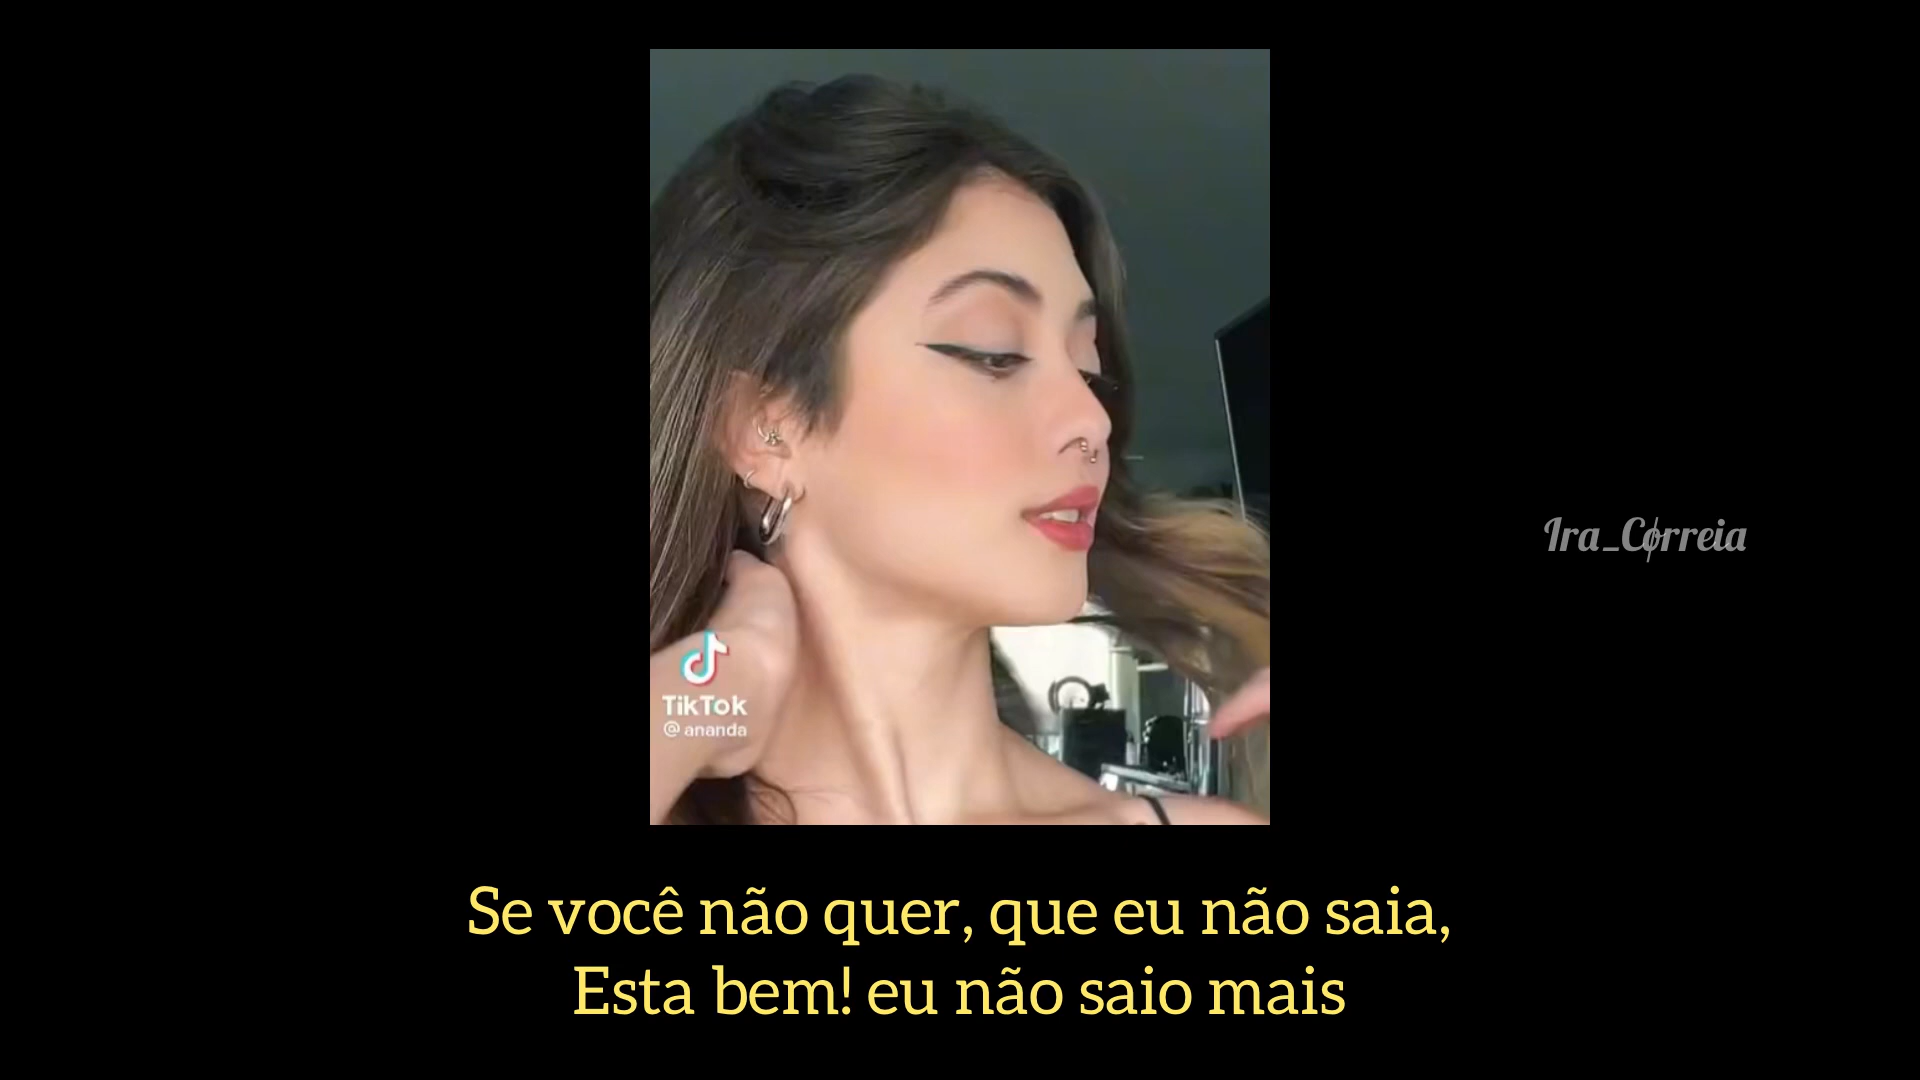 TikTok
@ananda
Ira_Correia
Se você não quer, que eu não saia,
Esta bem! eu não saio mais